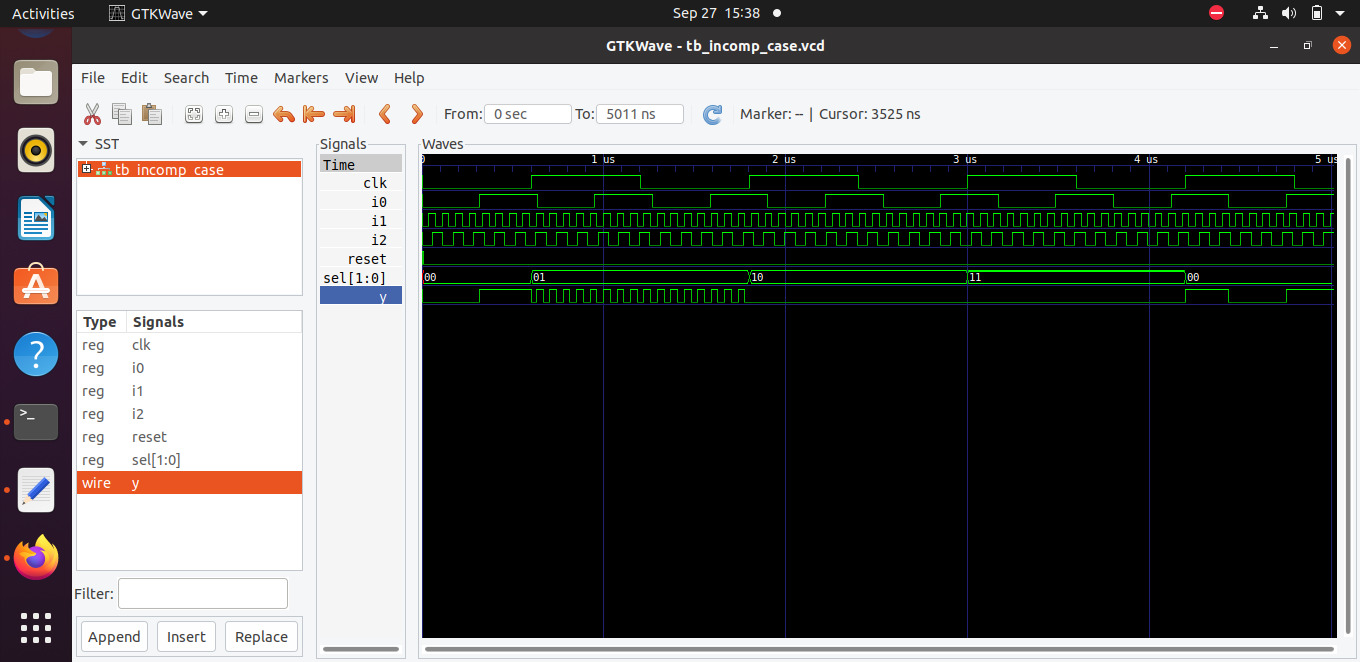 Activities GTKWave Sep 27 15:38
GTKWave - tb_incomp_case.vcd
File Edit Search Time Markers View Help
From: 0 sec To: 5011 ns Marker: -- | Cursor: 3525 ns
SST
tb_incomp_case
Type Signals
reg clk
reg i0
reg i1
reg i2
reg reset
reg sel[1:0]
wire y
Filter:
Append Insert Replace
Signals
Time
clk
i0
i1
i2
reset
sel[1:0]
y
Waves
0 1 us 2 us 3 us 4 us 5 us
00 01 10 11 00